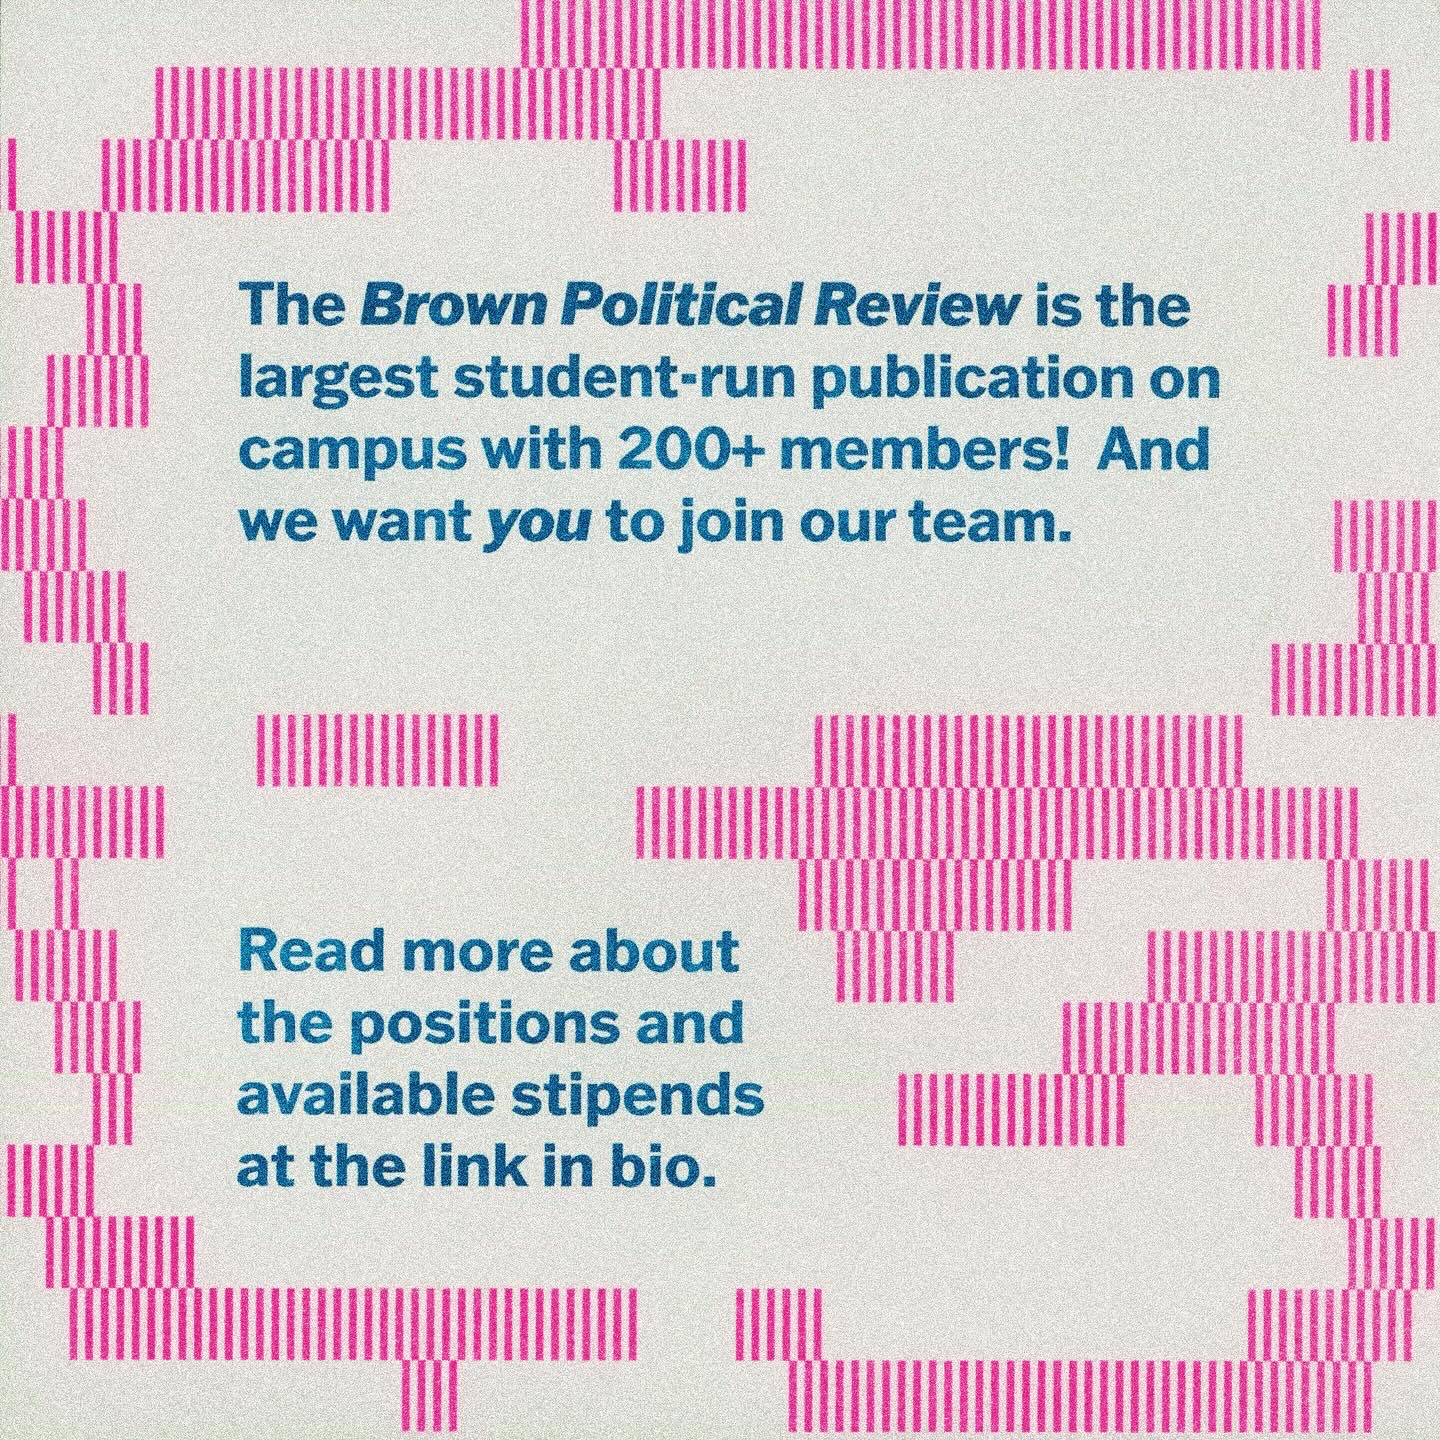 The Brown Political Review is the
largest student-run publication on
campus with 200+ members! And
we want you to join our team.
Read more about
the positions and
available stipends
at the link in bio.